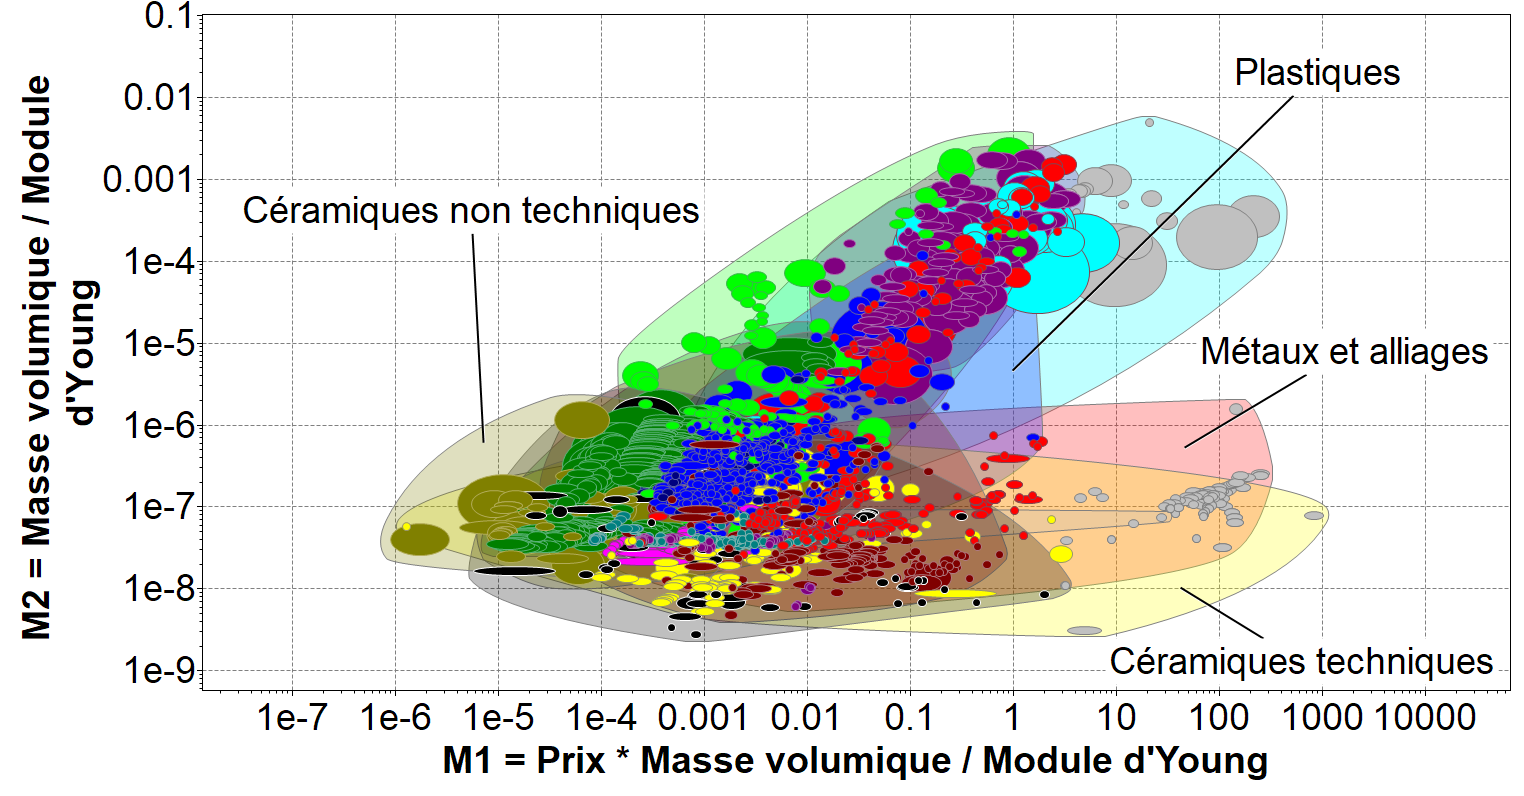 0.1
0.01
0.001
1e-4
1e-5
1e-6
1e-7
1e-8
1e-9
M2 = Masse volumique / Module
d'Young
Plastiques
Céramiques non techniques
Métaux et alliages
Céramiques techniques
1e-7 1e-6 1e-5 1e-4 0.001 0.01 0.1 1 10 100 1000 10000
M1 = Prix * Masse volumique / Module d'Young